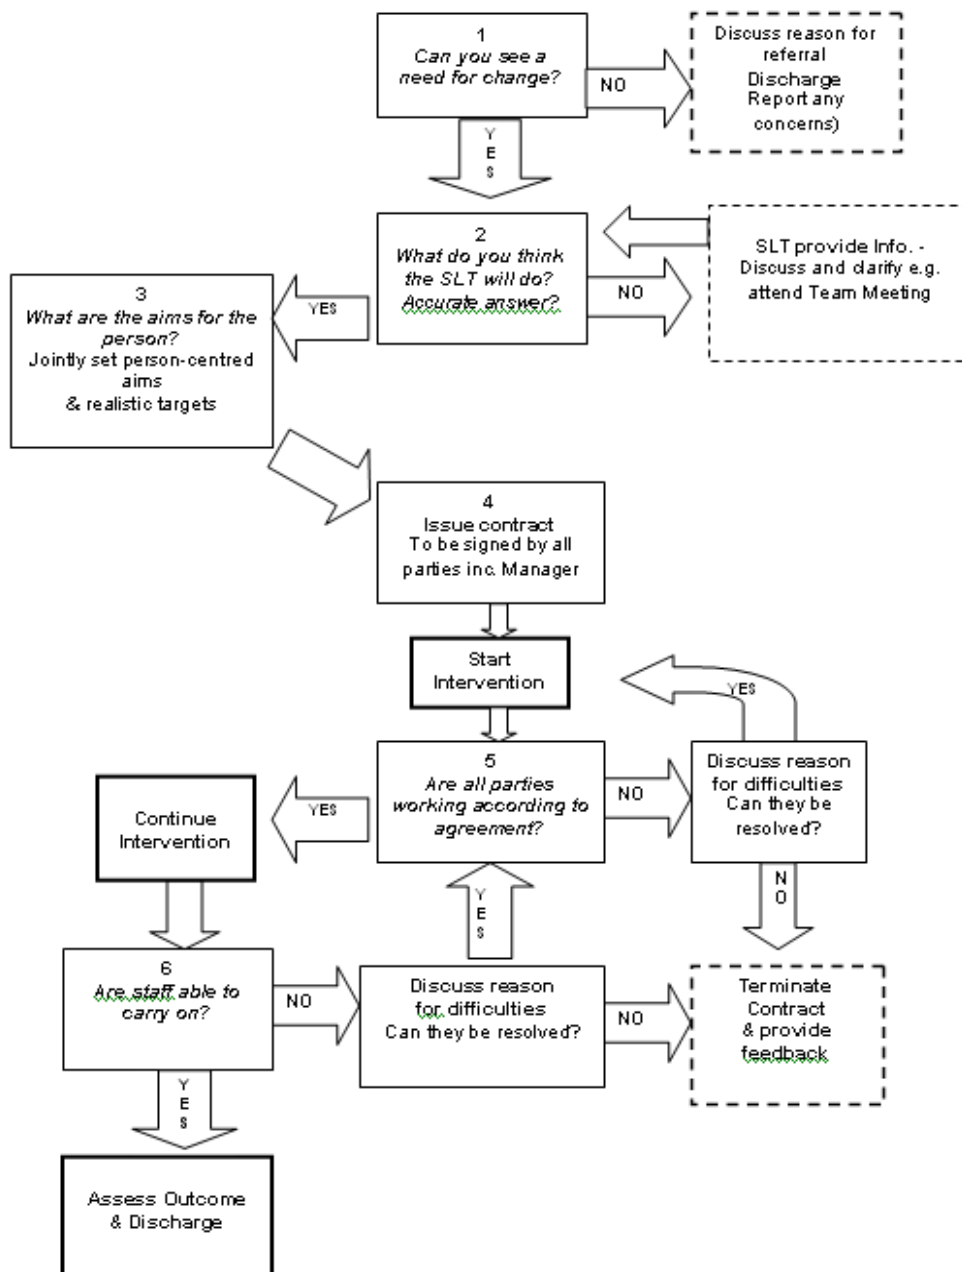 1
Can you see a
need for change?
NO
Discuss reason for
referral
Discharge
Report any
concerns)
Y
E
S
2
What do you think
the SLT will do?
Accurate answer?
YES
NO
SLT provide Info. -
Discuss and clarify e.g.
attend Team Meeting
3
What are the aims for the
person?
Jointly set person-centred
aims
& realistic targets
4
Issue contract
To be signed by all
parties inc. Manager
Start
Intervention
YES
5
Are all parties
working according to
agreement?
YES
NO
Discuss reason
for difficulties
Can they be
resolved?
Continue
Intervention
Y
E
S
N
O
6
Are staff able to
carry on?
NO
Discuss reason
for difficulties
Can they be resolved?
NO
Terminate
Contract
& provide
feedback
Y
E
S
Assess Outcome
& Discharge